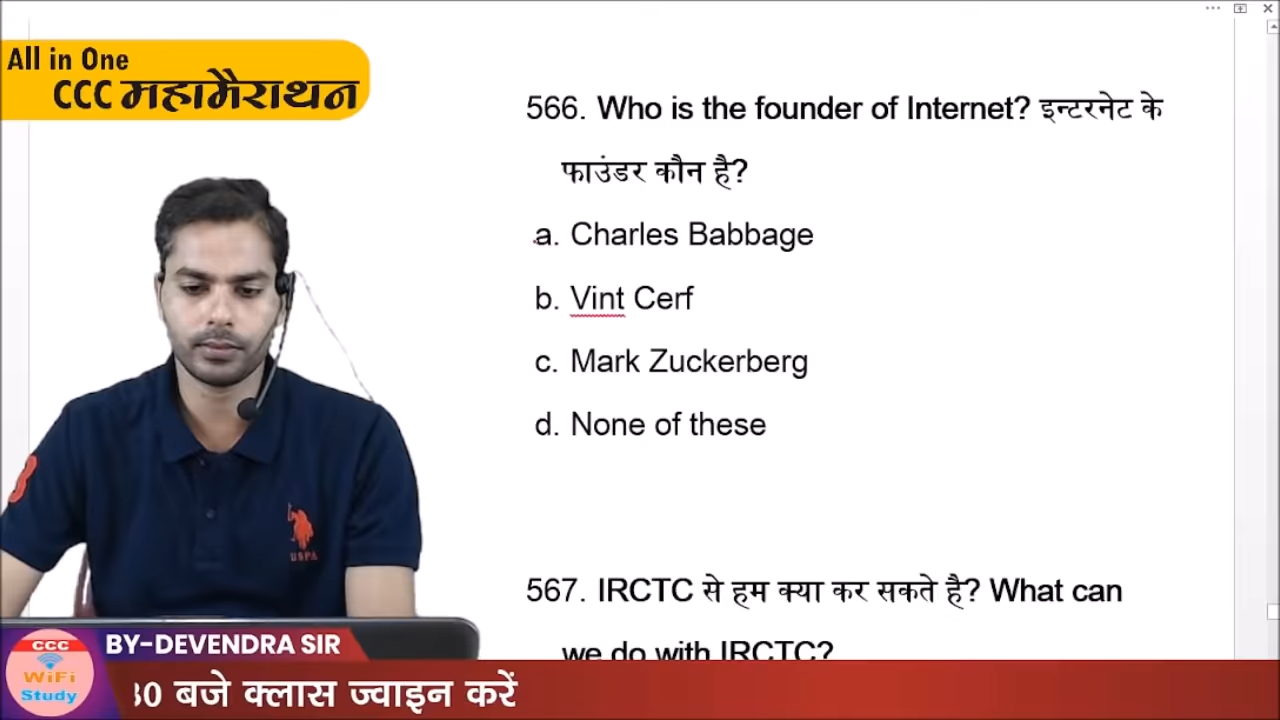 All in One
CCC महामैराथन
566. Who is the founder of Internet? इन्टरनेट के
फाउंडर कौन है?
a. Charles Babbage
b. Vint Cerf
c. Mark Zuckerberg
d. None of these
567. IRCTC से हम क्या कर सकते है? What can
we do with IRCTC?
USPA
CCC
WiFi
Study
BY-DEVENDRA SIR
30 बजे क्लास ज्वाइन करें